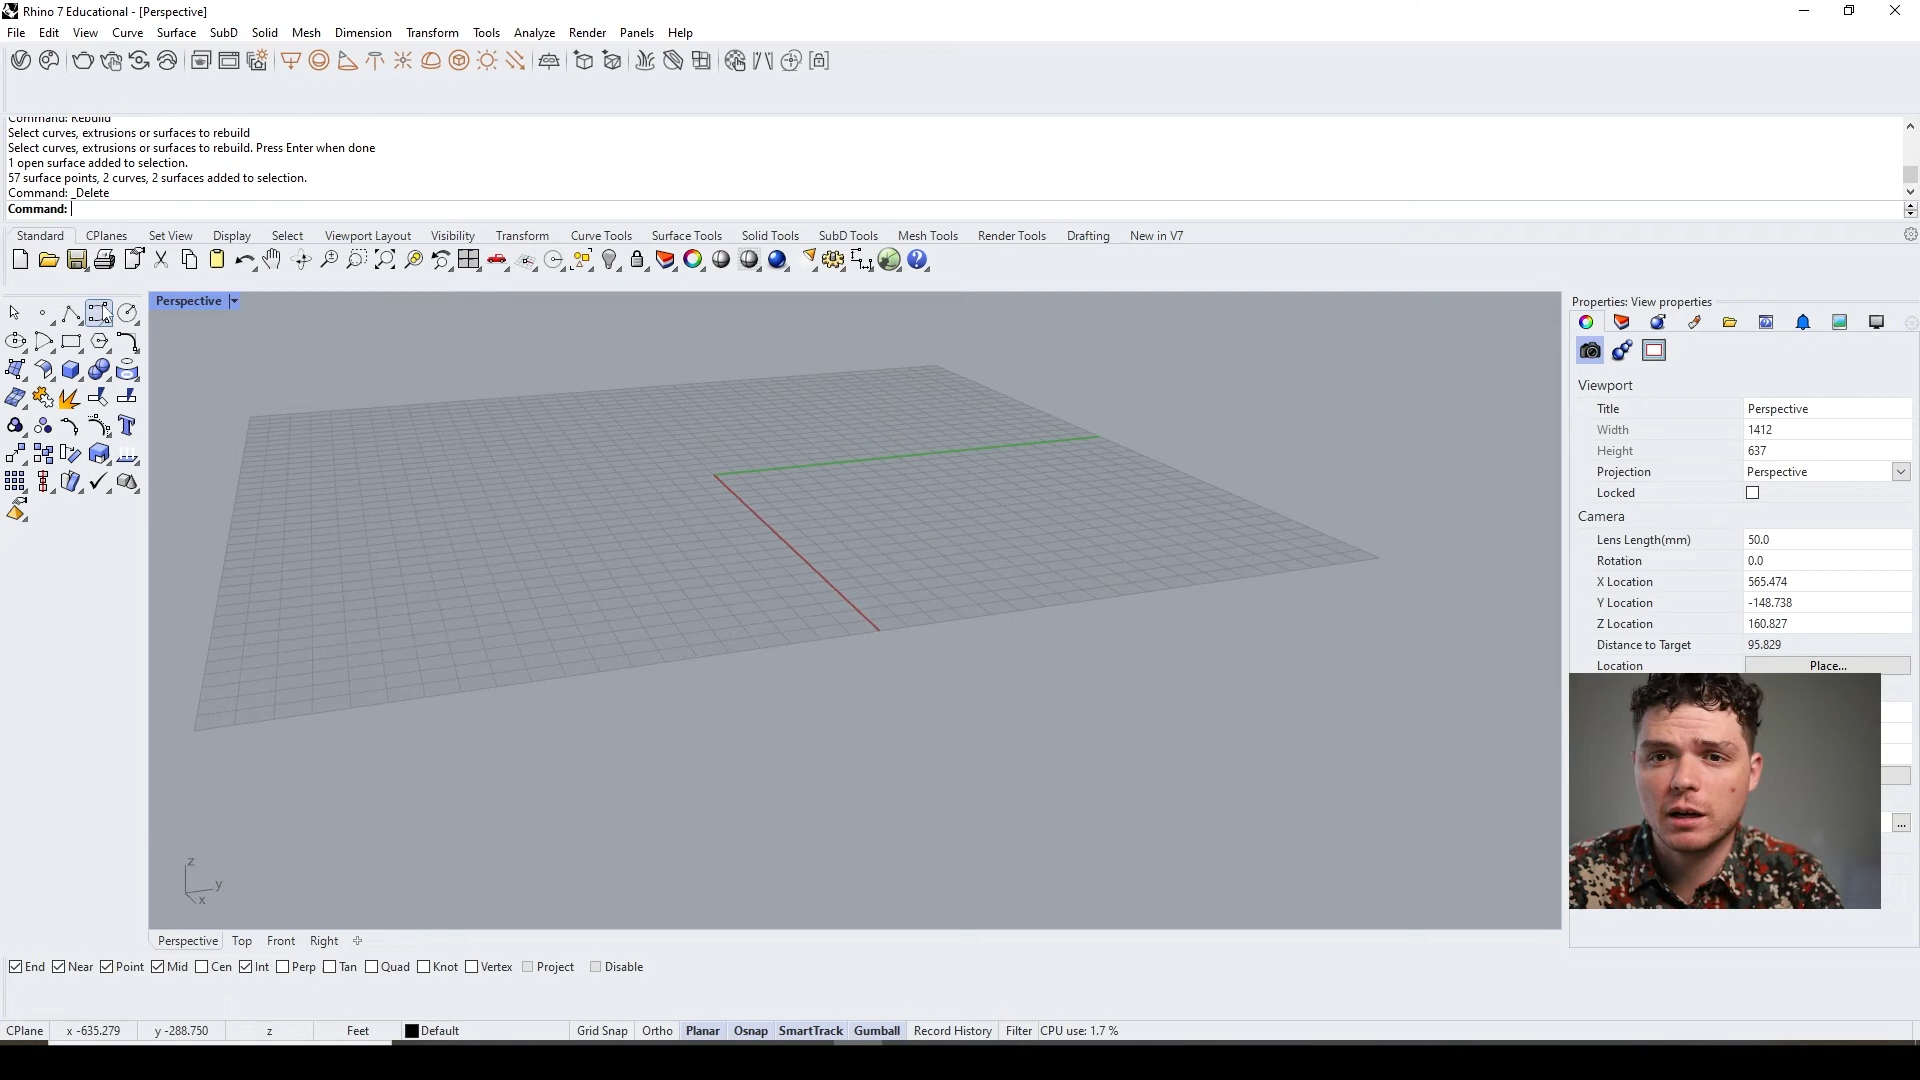 Rhino 7 Educational - [Perspective]
File Edit View Curve Surface SubD Solid Mesh Dimension Transform Tools Analyze Render Panels Help
Command: Rebuild
Select curves, extrusions or surfaces to rebuild
Select curves, extrusions or surfaces to rebuild. Press Enter when done
1 open surface added to selection.
57 surface points, 2 curves, 2 surfaces added to selection.
Command: _Delete
Command:
Standard CPlanes Set View Display Select Viewport Layout Visibility Transform Curve Tools Surface Tools Solid Tools SubD Tools Mesh Tools Render Tools Drafting New in V7
Perspective
Properties: View properties
Viewport
Title Perspective
Width 1412
Height 637
Projection Perspective
Locked
Camera
Lens Length(mm) 50.0
Rotation 0.0
X Location 565.474
Y Location -148.738
Z Location 160.827
Distance to Target 95.829
Location Place...
...
z
y
x
Perspective Top Front Right
End Near Point Mid Cen Int Perp Tan Quad Knot Vertex Project Disable
CPlane x -635.279 y -288.750 z Feet Default Grid Snap Ortho Planar Osnap SmartTrack Gumball Record History Filter CPU use: 1.7 %